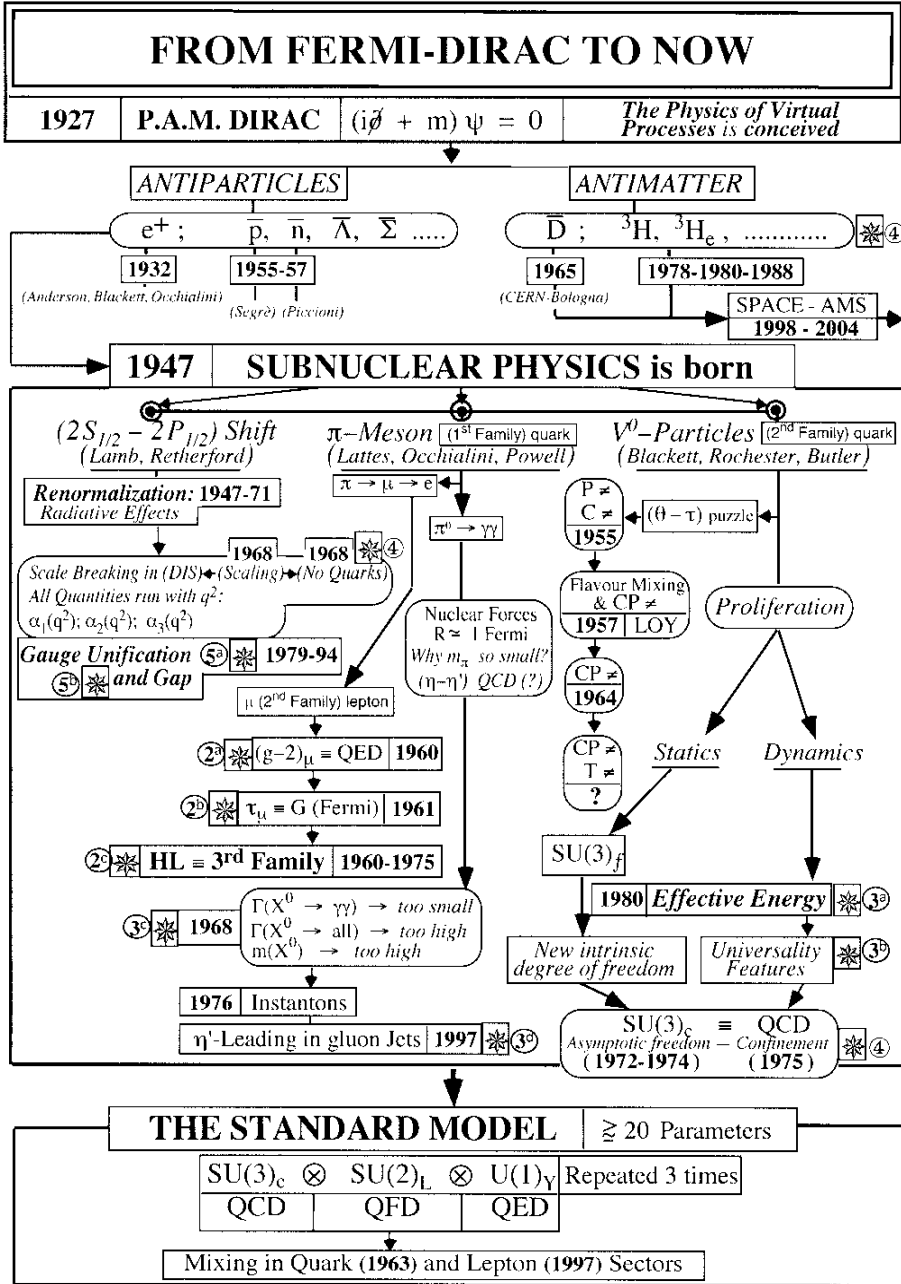 FROM FERMI-DIRAC TO NOW
1927 P.A.M. DIRAC (i∂̸ + m) ψ = 0 The Physics of Virtual
Processes is conceived
ANTIPARTICLES ANTIMATTER
e⁺ ; p̅ n̅, Λ̅, Σ̅ ..... D̅ ; ³H, ³Hₑ , ............ ④
1932 1955-57 1965 1978-1980-1988
(Anderson, Blackett, Occhialini) (CERN-Bologna)
(Segrè) (Piccioni) SPACE - AMS
1998 - 2004
1947 SUBNUCLEAR PHYSICS is born
(2S₁/₂ – 2P₁/₂) Shift π–Meson (1st Family) quark V⁰–Particles (2nd Family) quark
(Lamb, Retherford) (Lattes, Occhialini, Powell) (Blackett, Rochester, Butler)
Renormalization: 1947-71
Radiative Effects
π → μ → e
π⁰ → γγ
P ≠
C ≠
1955
(θ – τ) puzzle
1968 1968 ④
Scale Breaking in (DIS) (Scaling) (No Quarks)
All Quantities run with q²:
α₁(q²); α₂(q²); α₃(q²)
Gauge Unification 5ᵃ 1979-94
5ᵇ and Gap
Nuclear Forces
R ≃ 1 Fermi
Why mπ so small?
(η–η') QCD (?)
Flavour Mixing
& CP ≠
1957 LOY
CP ≠
1964
CP ≠
T ≠
?
Proliferation
Statics Dynamics
μ (2nd Family) lepton
2ᵃ (g–2)μ ≡ QED 1960
2ᵇ τμ ≡ G (Fermi) 1961
2ᶜ HL ≡ 3rd Family 1960-1975
SU(3)f
1980 Effective Energy 3ᵃ
3ᶜ 1968
Γ(X⁰ → γγ) → too small
Γ(X⁰ → all) → too high
m(X⁰) → too high
New intrinsic
degree of freedom
Universality
Features 3ᵇ
1976 Instantons
η'-Leading in gluon Jets 1997 3ᵈ
SU(3)c ≡ QCD
Asymptotic freedom – Confinement
(1972-1974) (1975) ④
THE STANDARD MODEL ⪆ 20 Parameters
SU(3)c ⊗ SU(2)L ⊗ U(1)Y Repeated 3 times
QCD QFD QED
Mixing in Quark (1963) and Lepton (1997) Sectors